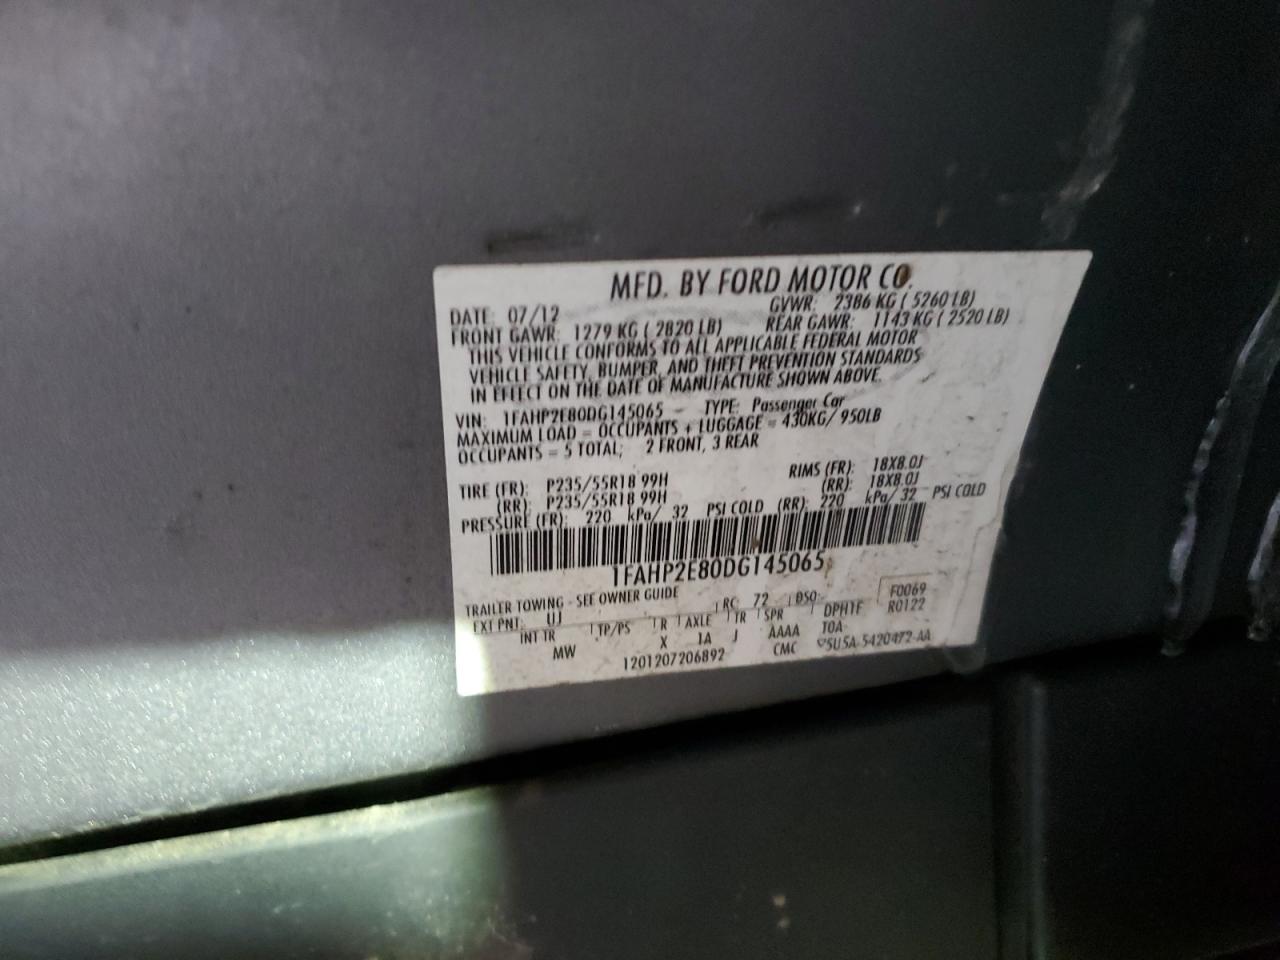 MFD. BY FORD MOTOR CO.
DATE: 07/12 GVWR: 2386 KG ( 5260 LB)
FRONT GAWR: 1279 KG ( 2820 LB) REAR GAWR: 1143 KG ( 2520 LB)
THIS VEHICLE CONFORMS TO ALL APPLICABLE FEDERAL MOTOR
VEHICLE SAFETY, BUMPER, AND THEFT PREVENTION STANDARDS
IN EFFECT ON THE DATE OF MANUFACTURE SHOWN ABOVE.
VIN: 1FAHP2E80DG145065 TYPE: Passenger Car
MAXIMUM LOAD = OCCUPANTS + LUGGAGE = 430KG/ 950LB
OCCUPANTS = 5 TOTAL; 2 FRONT, 3 REAR
TIRE (FR): P235/55R18 99H RIMS (FR): 18X8.0J
(RR): P235/55R18 99H (RR): 18X8.0J
PRESSURE (FR): 220 kPa/ 32 PSI COLD (RR): 220 kPa/ 32 PSI COLD
1FAHP2E80DG145065
TRAILER TOWING - SEE OWNER GUIDE
EXT PNT: UJ RC: 72 DSO: F0069
INT TR TP/PS R AXLE TR SPR DPH1F R0122
MW X 1A J AAAA 10A
1201207206892 CMC 5U5A-5420472-AA